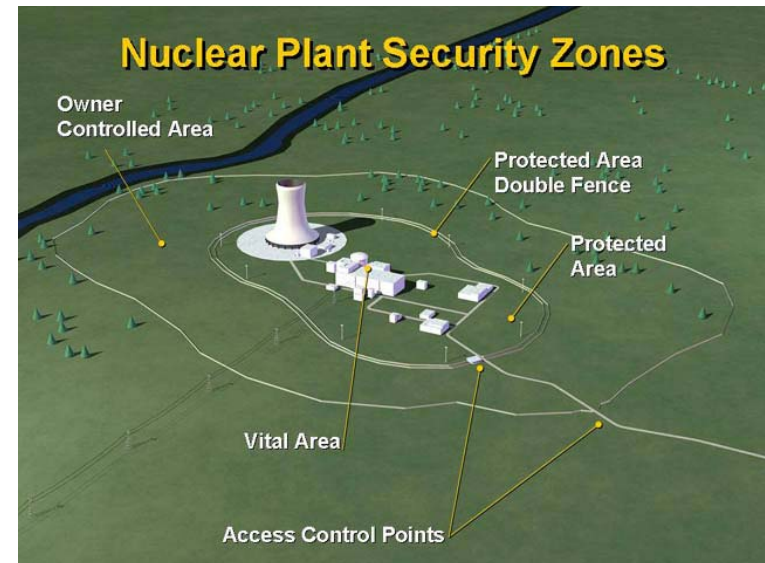 Nuclear Plant Security Zones
Owner
Controlled Area
Protected Area
Double Fence
Protected
Area
Vital Area
Access Control Points